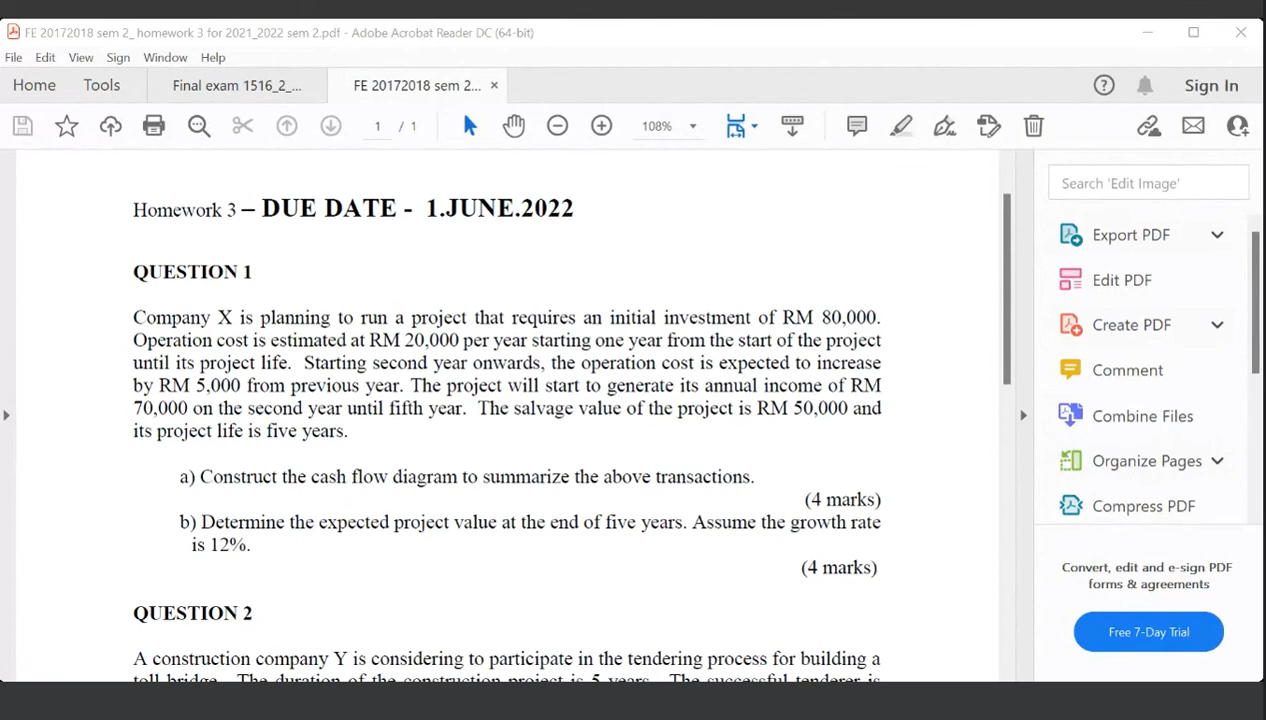 FE 20172018 sem 2_ homework 3 for 2021_2022 sem 2.pdf - Adobe Acrobat Reader DC (64-bit)
File Edit View Sign Window Help
Home Tools Final exam 1516_2_... FE 20172018 sem 2... × Sign In
1 / 1 108%
Search 'Edit Image'
Export PDF
Edit PDF
Create PDF
Comment
Combine Files
Organize Pages
Compress PDF
Convert, edit and e-sign PDF
forms & agreements
Free 7-Day Trial
Homework 3 – DUE DATE - 1.JUNE.2022
QUESTION 1
Company X is planning to run a project that requires an initial investment of RM 80,000.
Operation cost is estimated at RM 20,000 per year starting one year from the start of the project
until its project life. Starting second year onwards, the operation cost is expected to increase
by RM 5,000 from previous year. The project will start to generate its annual income of RM
70,000 on the second year until fifth year. The salvage value of the project is RM 50,000 and
its project life is five years.
a) Construct the cash flow diagram to summarize the above transactions.
(4 marks)
b) Determine the expected project value at the end of five years. Assume the growth rate
is 12%.
(4 marks)
QUESTION 2
A construction company Y is considering to participate in the tendering process for building a
toll bridge. The duration of the construction project is 5 years. The successful tenderer is